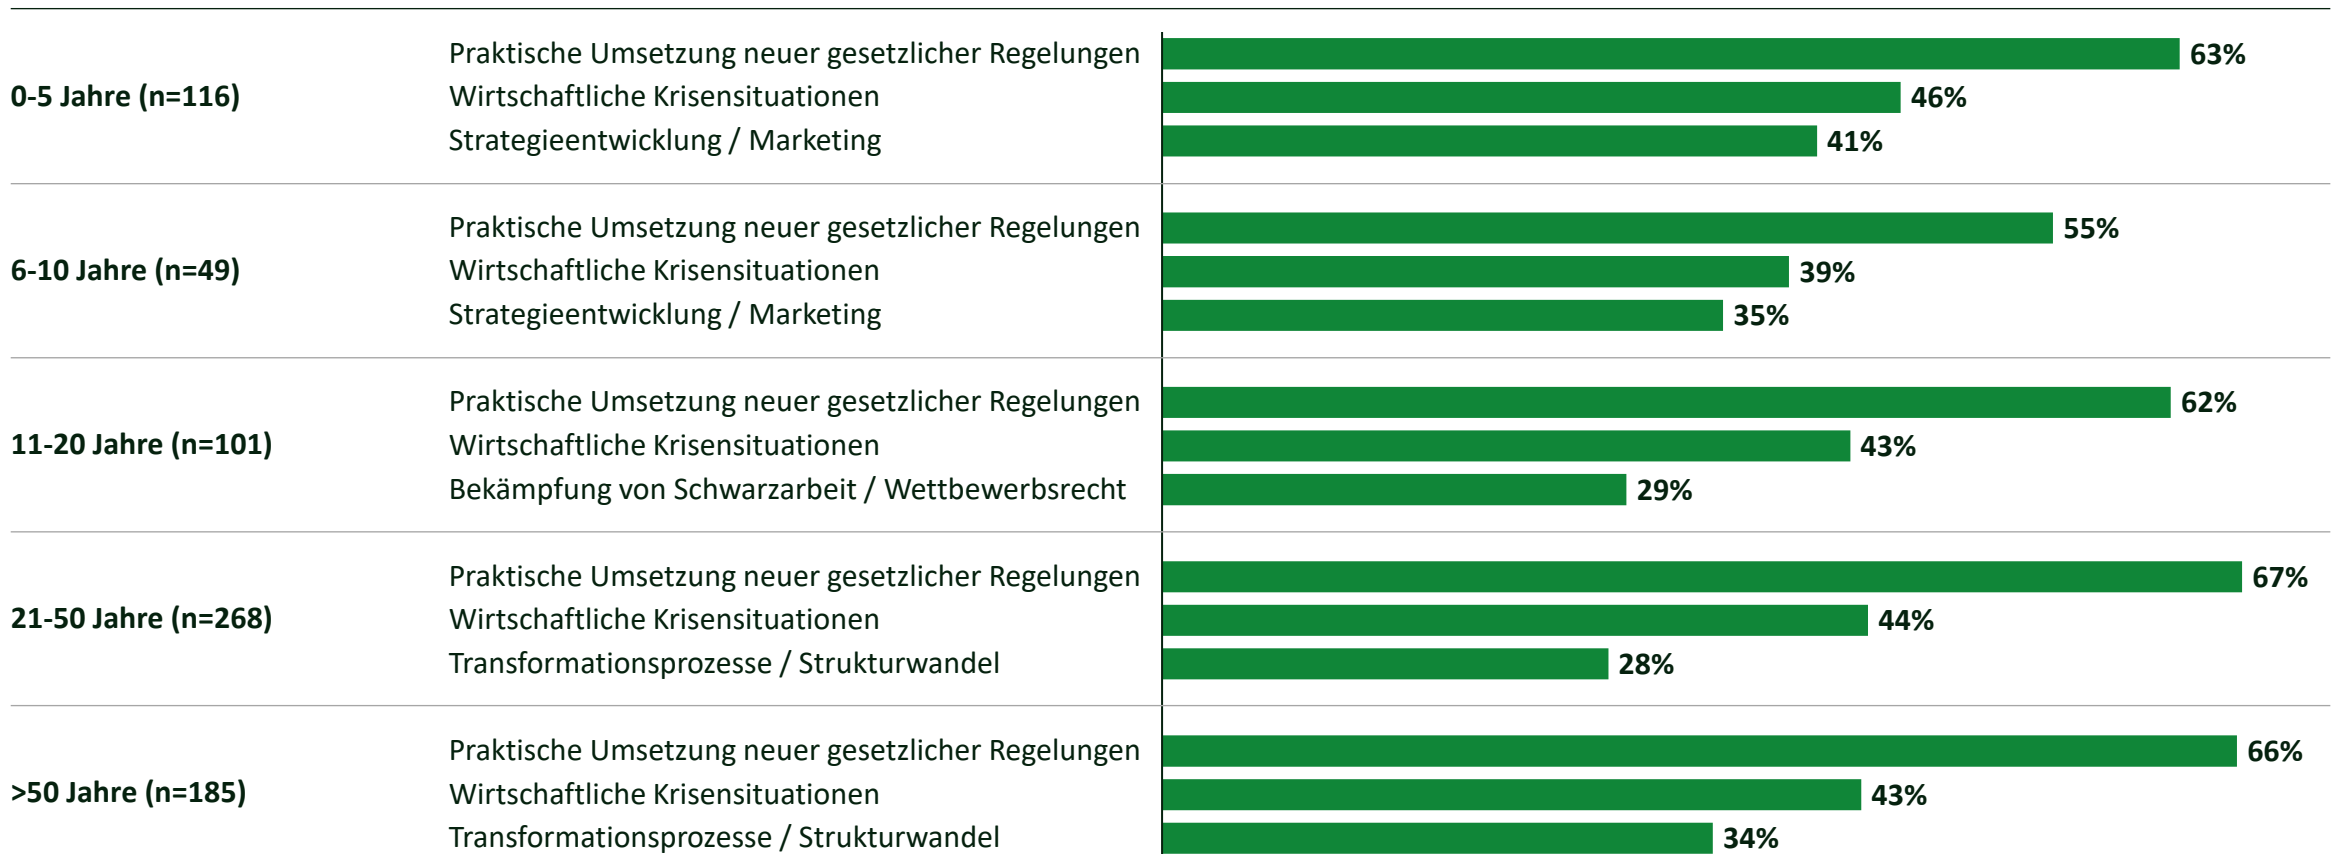 Praktische Umsetzung neuer gesetzlicher Regelungen 63%
0-5 Jahre (n=116) Wirtschaftliche Krisensituationen 46%
Strategieentwicklung / Marketing 41%
Praktische Umsetzung neuer gesetzlicher Regelungen 55%
6-10 Jahre (n=49) Wirtschaftliche Krisensituationen 39%
Strategieentwicklung / Marketing 35%
Praktische Umsetzung neuer gesetzlicher Regelungen 62%
11-20 Jahre (n=101) Wirtschaftliche Krisensituationen 43%
Bekämpfung von Schwarzarbeit / Wettbewerbsrecht 29%
Praktische Umsetzung neuer gesetzlicher Regelungen 67%
21-50 Jahre (n=268) Wirtschaftliche Krisensituationen 44%
Transformationsprozesse / Strukturwandel 28%
Praktische Umsetzung neuer gesetzlicher Regelungen 66%
>50 Jahre (n=185) Wirtschaftliche Krisensituationen 43%
Transformationsprozesse / Strukturwandel 34%